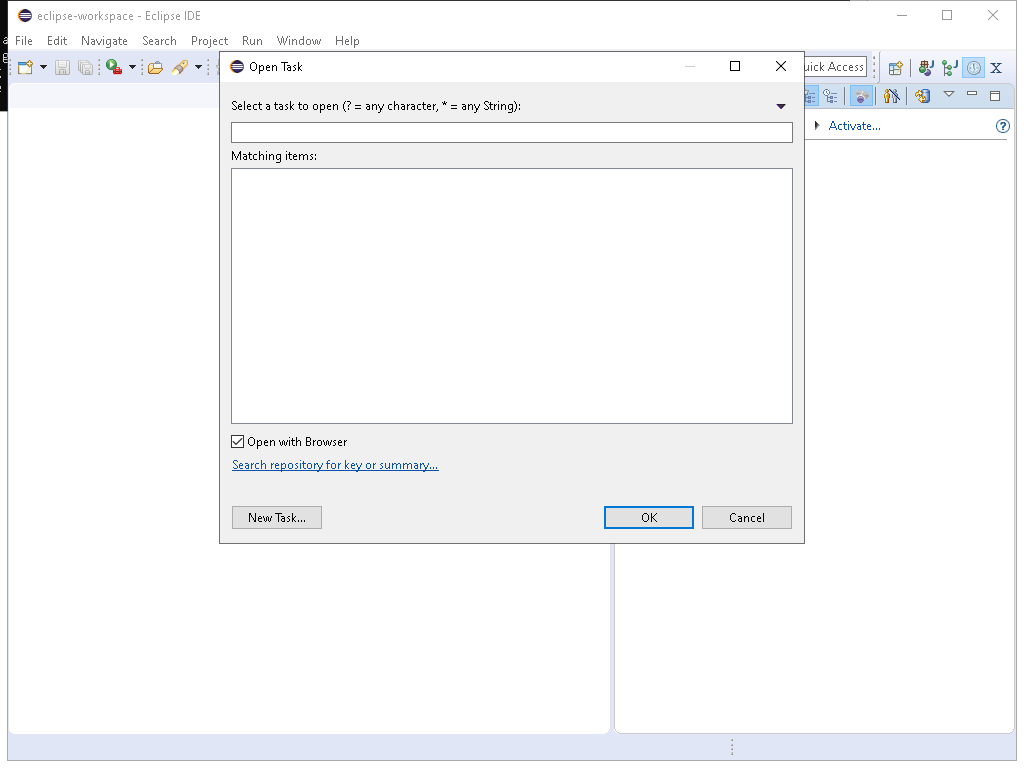 eclipse-workspace - Eclipse IDE
File Edit Navigate Search Project Run Window Help
Open Task
Access
Select a task to open (? = any character, * = any String):
Activate...
Matching items:
Open with Browser
Search repository for key or summary...
New Task... OK Cancel